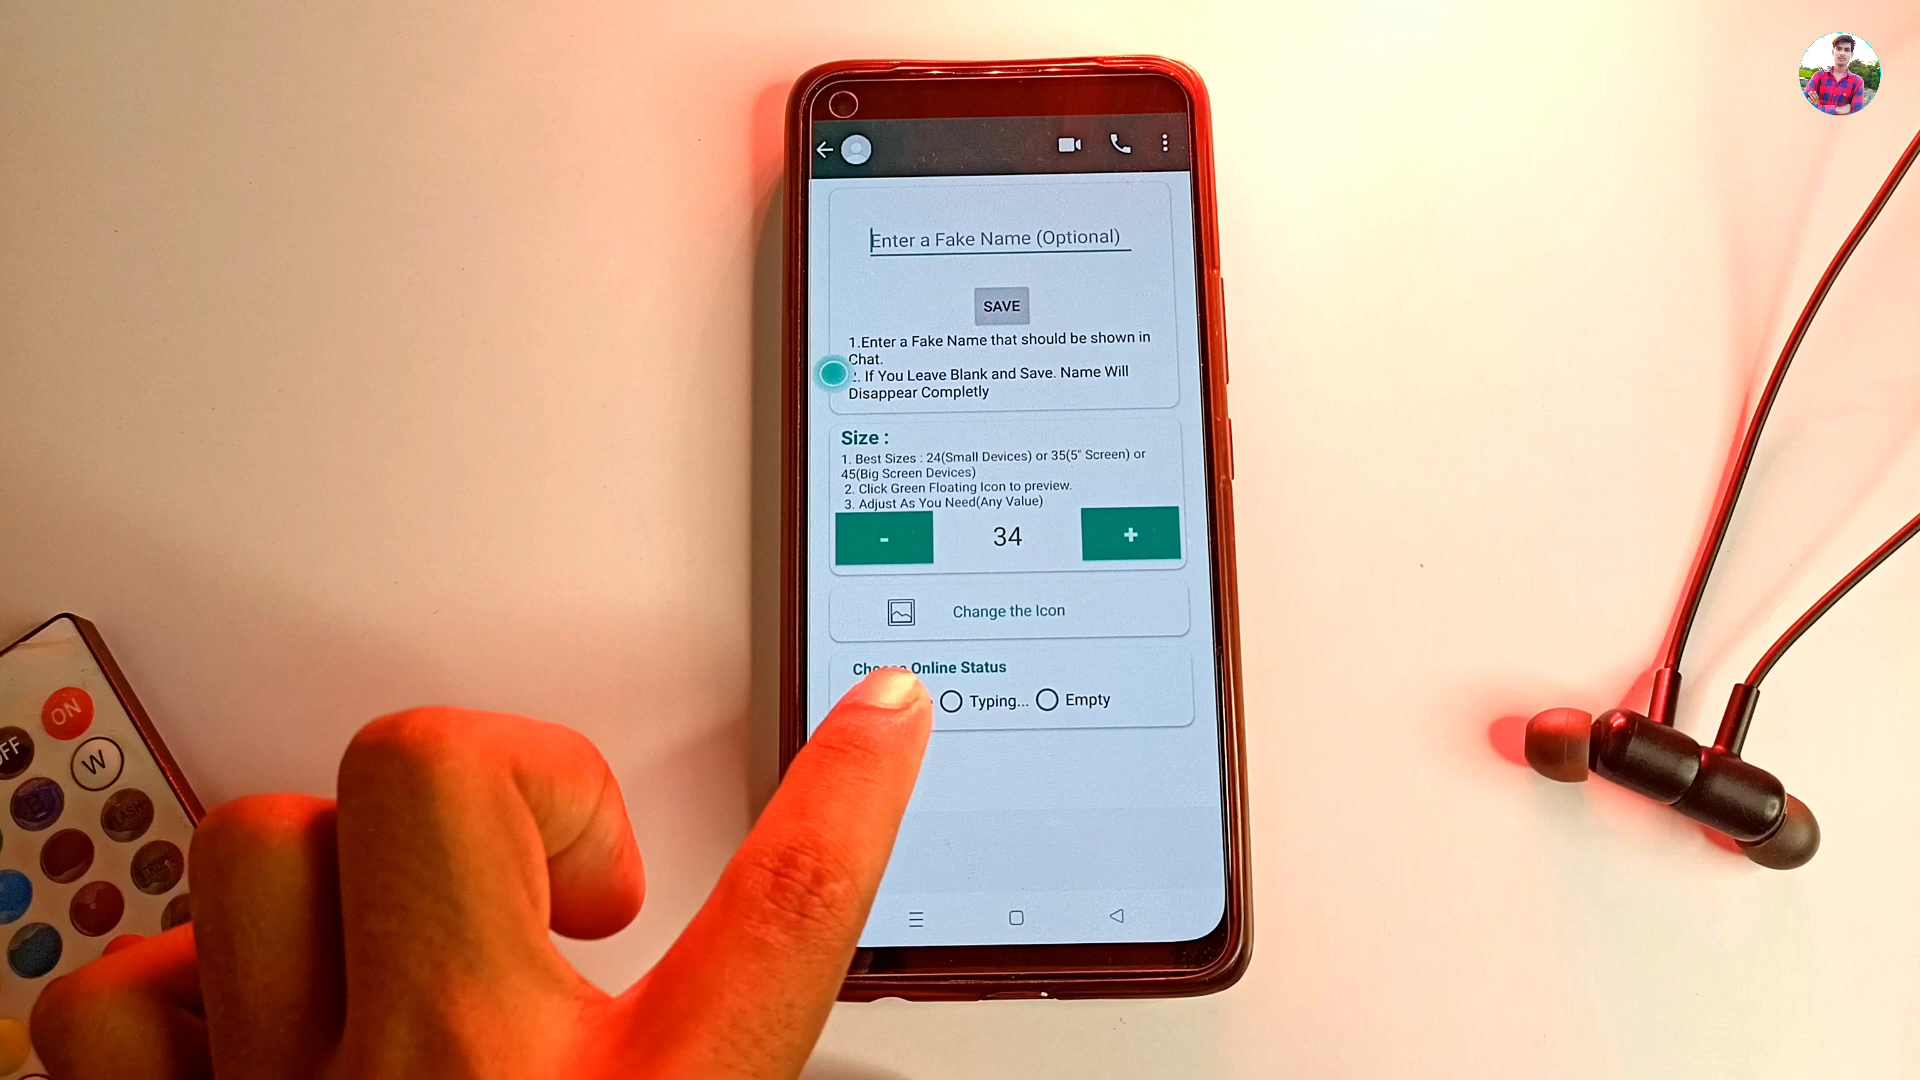 Enter a Fake Name (Optional)
SAVE
1.Enter a Fake Name that should be shown in
Chat.
. If You Leave Blank and Save. Name Will
Disappear Completly
Size :
1. Best Sizes : 24(Small Devices) or 35(5" Screen) or
45(Big Screen Devices)
2. Click Green Floating Icon to preview.
3. Adjust As You Need(Any Value)
- 34 +
Change the Icon
Online Status
Typing... Empty
ON
W